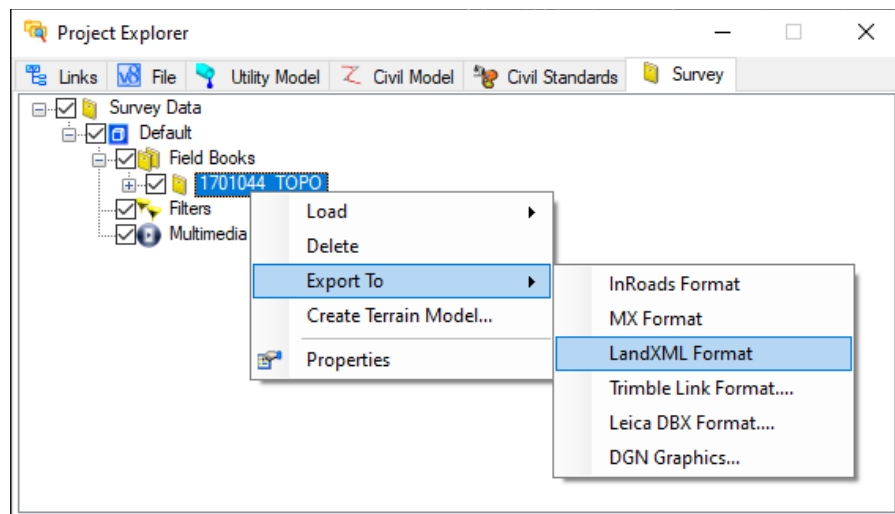 Project Explorer
Links File Utility Model Civil Model Civil Standards Survey
Survey Data
Default
Field Books
1701044 TOPO
Filters
Multimedia
Load
Delete
Export To
Create Terrain Model...
Properties
InRoads Format
MX Format
LandXML Format
Trimble Link Format....
Leica DBX Format....
DGN Graphics...